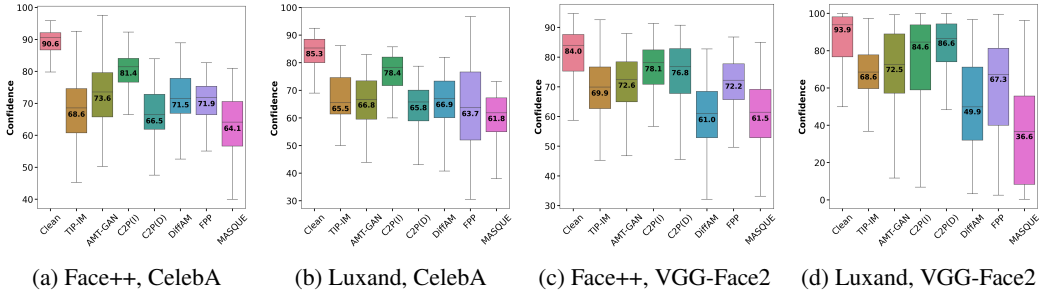 Confidence
100
90
80
70
60
50
40
90.6
68.6
73.6
81.4
66.5
71.5
71.9
64.1
Clean
TIP-IM
AMT-GAN
C2P(I)
C2P(D)
DiffAM
FPP
MASQUE
(a) Face++, CelebA
Confidence
100
90
80
70
60
50
40
30
85.3
65.5
66.8
78.4
65.8
66.9
63.7
61.8
Clean
TIP-IM
AMT-GAN
C2P(I)
C2P(D)
DiffAM
FPP
MASQUE
(b) Luxand, CelebA
Confidence
90
80
70
60
50
40
30
84.0
69.9
72.6
78.1
76.8
61.0
72.2
61.5
Clean
TIP-IM
AMT-GAN
C2P(I)
C2P(D)
DiffAM
FPP
MASQUE
(c) Face++, VGG-Face2
Confidence
100
80
60
40
20
0
93.9
68.6
72.5
84.6
86.6
49.9
67.3
36.6
Clean
TIP-IM
AMT-GAN
C2P(I)
C2P(D)
DiffAM
FPP
MASQUE
(d) Luxand, VGG-Face2